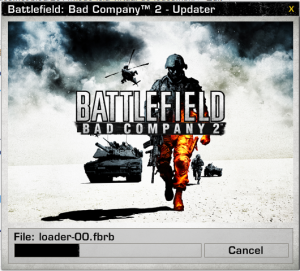 Battlefield: Bad Company™ 2 - Updater X
BATTLEFIELD
BAD COMPANY 2
File: loader-00.fbrb
Cancel